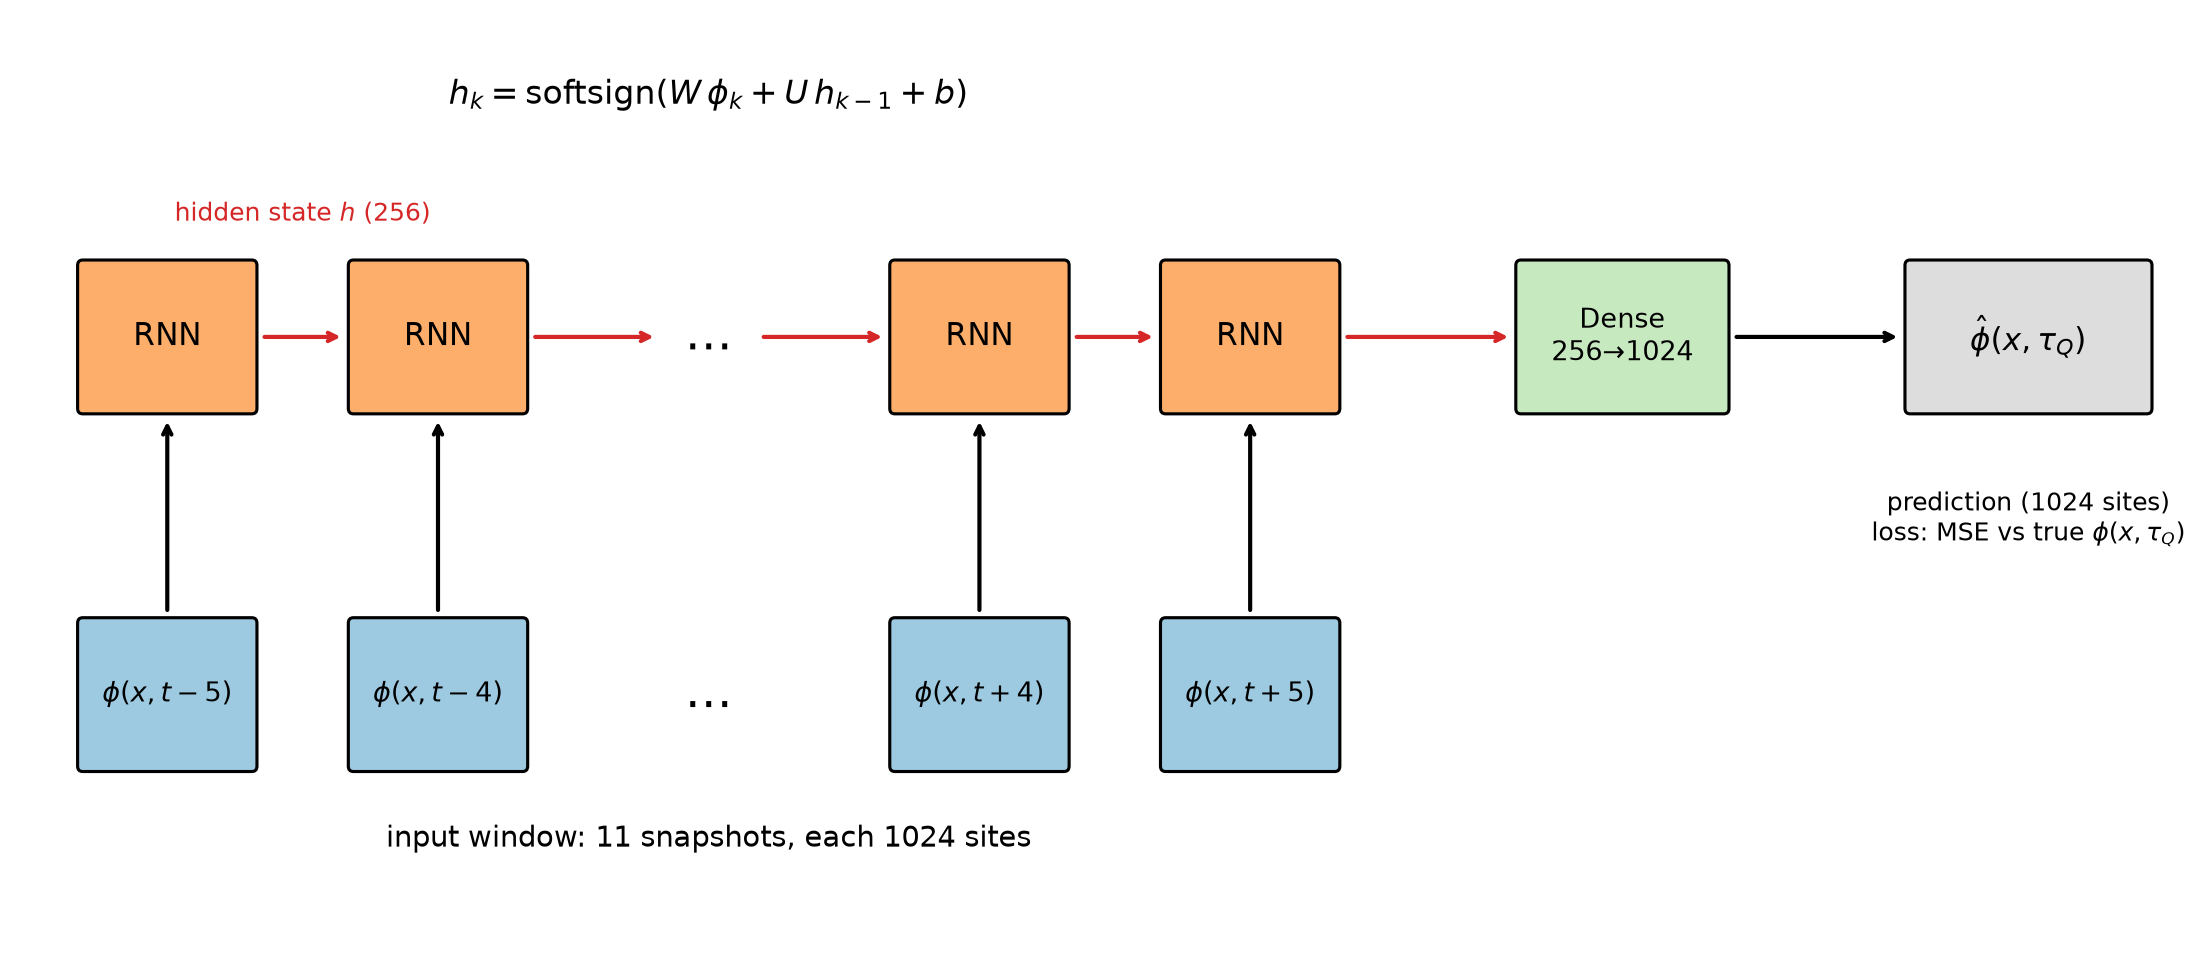 h_k = softsign(W ϕ_k + U h_{k−1} + b)
hidden state h (256)
RNN
RNN
...
RNN
RNN
Dense
256→1024
ϕ̂(x, τ_Q)
prediction (1024 sites)
loss: MSE vs true ϕ(x, τ_Q)
ϕ(x, t − 5)
ϕ(x, t − 4)
...
ϕ(x, t + 4)
ϕ(x, t + 5)
input window: 11 snapshots, each 1024 sites